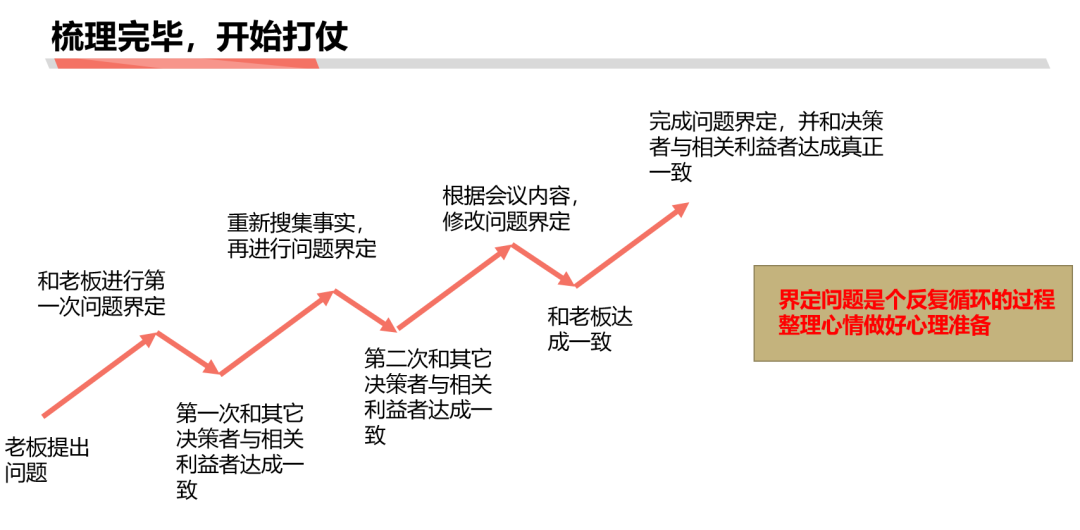 梳理完毕，开始打仗
完成问题界定，并和决策
者与相关利益者达成真正
一致
根据会议内容，
修改问题界定
重新搜集事实，
再进行问题界定
和老板进行第
一次问题界定
界定问题是个反复循环的过程
整理心情做好心理准备
和老板达
成一致
第二次和其它
决策者与相关
利益者达成一
致
第一次和其它
决策者与相关
利益者达成一
致
老板提出
问题